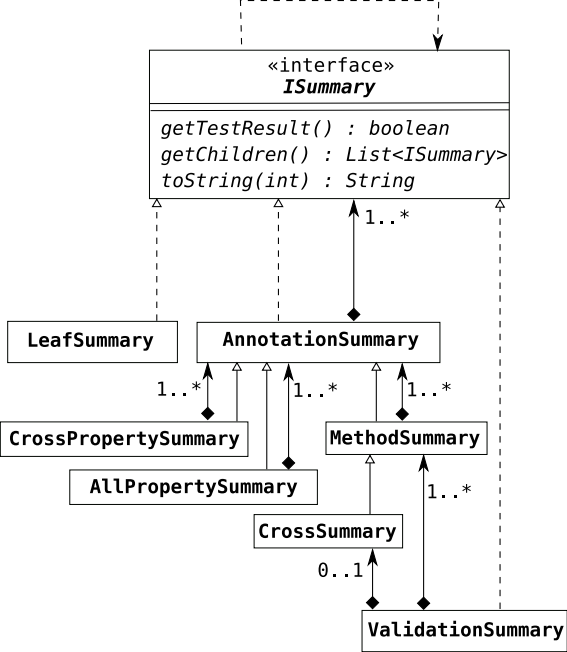 «interface»
ISummary
getTestResult() : boolean
getChildren() : List<ISummary>
toString(int) : String
1..*
LeafSummary
AnnotationSummary
1..*
1..*
1..*
CrossPropertySummary
MethodSummary
AllPropertySummary
1..*
CrossSummary
0..1
ValidationSummary